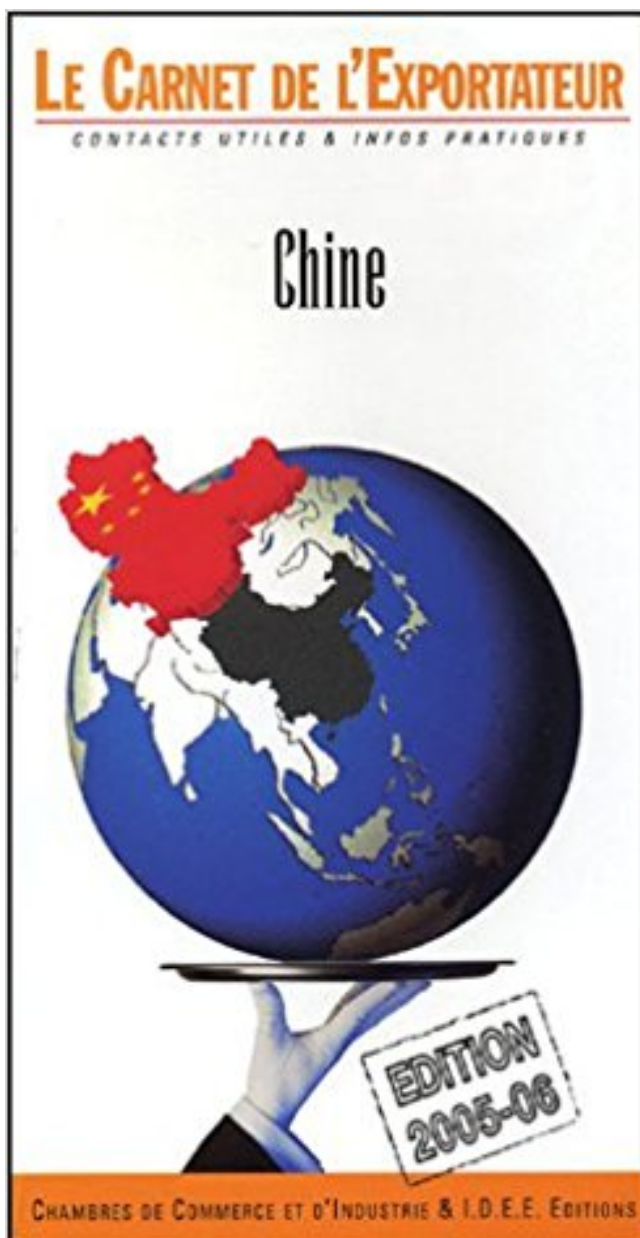 LE CARNET DE L'EXPORTATEUR
CONTACTS UTILES & INFOS PRATIQUES
Chine
EDITION
2005-06
CHAMBRES DE COMMERCE ET D'INDUSTRIE & I.D.E.E. EDITIONS